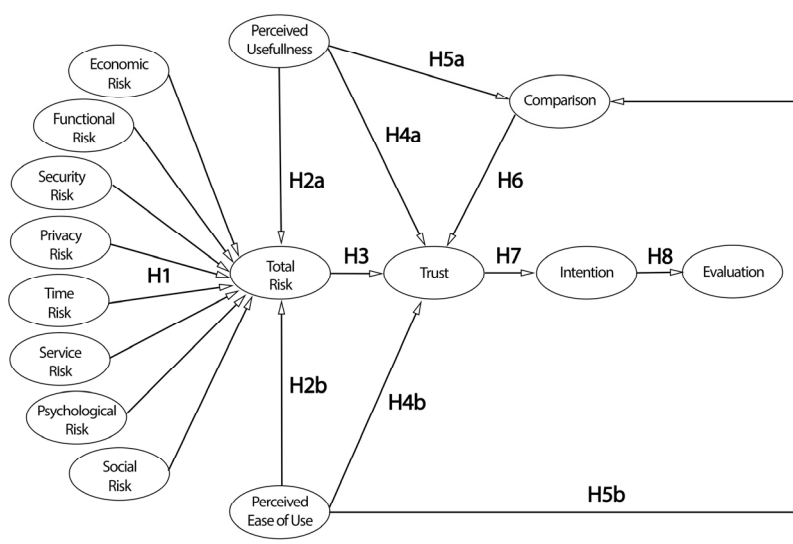 Perceived
Usefullness
H5a
Economic
Risk
Comparison
Functional
Risk
H4a
Security
Risk
H2a
H6
Privacy
Risk
H1
Total
Risk
H3
Trust
H7
Intention
H8
Evaluation
Time
Risk
Service
Risk
H2b
H4b
Psychological
Risk
Social
Risk
Perceived
Ease of Use
H5b